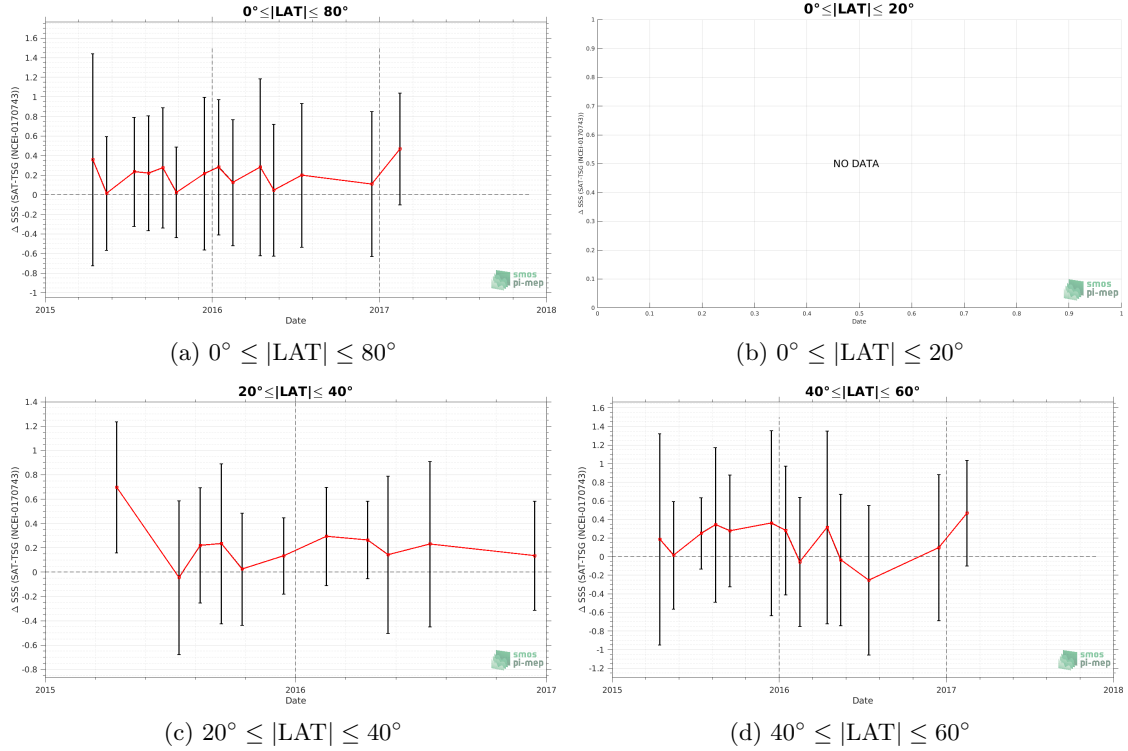 0°≤|LAT|≤ 80°
Δ SSS (SAT-TSG (NCEI-0170743))
1.6
1.4
1.2
1
0.8
0.6
0.4
0.2
0
-0.2
-0.4
-0.6
-0.8
-1
2015
2016
2017
2018
Date
smos
pi-mep
(a) 0° ≤ |LAT| ≤ 80°
0°≤|LAT|≤ 20°
Δ SSS (SAT-TSG (NCEI-0170743))
1
0.9
0.8
0.7
0.6
0.5
0.4
0.3
0.2
0.1
0
NO DATA
0
0.1
0.2
0.3
0.4
0.5
0.6
0.7
0.8
0.9
1
Date
smos
pi-mep
(b) 0° ≤ |LAT| ≤ 20°
20°≤|LAT|≤ 40°
Δ SSS (SAT-TSG (NCEI-0170743))
1.4
1.2
1
0.8
0.6
0.4
0.2
0
-0.2
-0.4
-0.6
-0.8
2015
2016
2017
Date
smos
pi-mep
(c) 20° ≤ |LAT| ≤ 40°
40°≤|LAT|≤ 60°
Δ SSS (SAT-TSG (NCEI-0170743))
1.6
1.4
1.2
1
0.8
0.6
0.4
0.2
0
-0.2
-0.4
-0.6
-0.8
-1
-1.2
2015
2016
2017
2018
Date
smos
pi-mep
(d) 40° ≤ |LAT| ≤ 60°